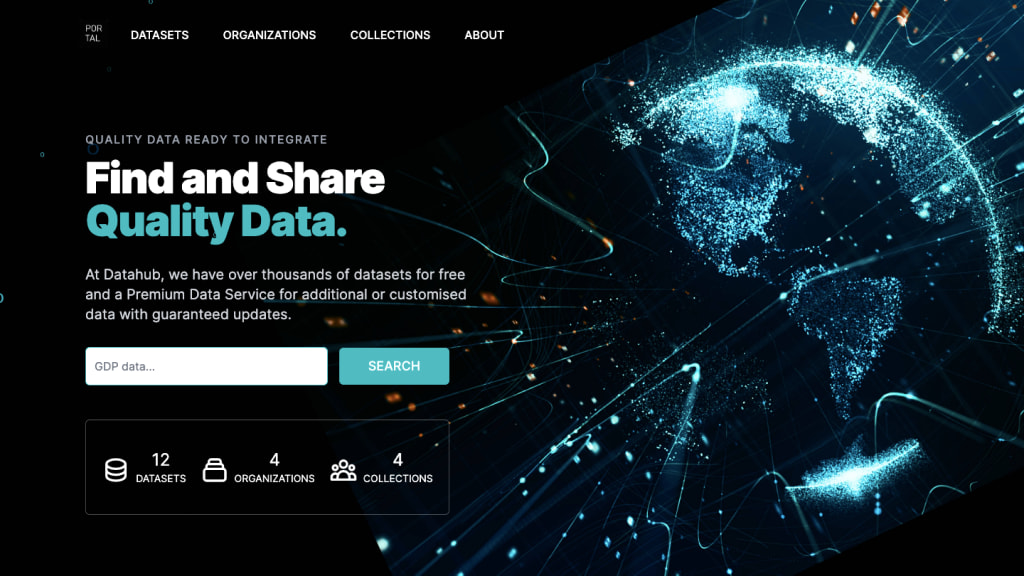 POR
TAL
DATASETS ORGANIZATIONS COLLECTIONS ABOUT
QUALITY DATA READY TO INTEGRATE
Find and Share
Quality Data.
At Datahub, we have over thousands of datasets for free
and a Premium Data Service for additional or customised
data with guaranteed updates.
GDP data...
SEARCH
12
DATASETS
4
ORGANIZATIONS
4
COLLECTIONS